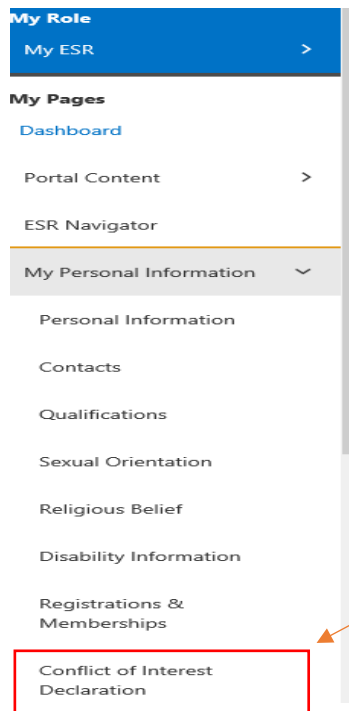 My Role
My ESR
My Pages
Dashboard
Portal Content
ESR Navigator
My Personal Information
Personal Information
Contacts
Qualifications
Sexual Orientation
Religious Belief
Disability Information
Registrations &
Memberships
Conflict of Interest
Declaration